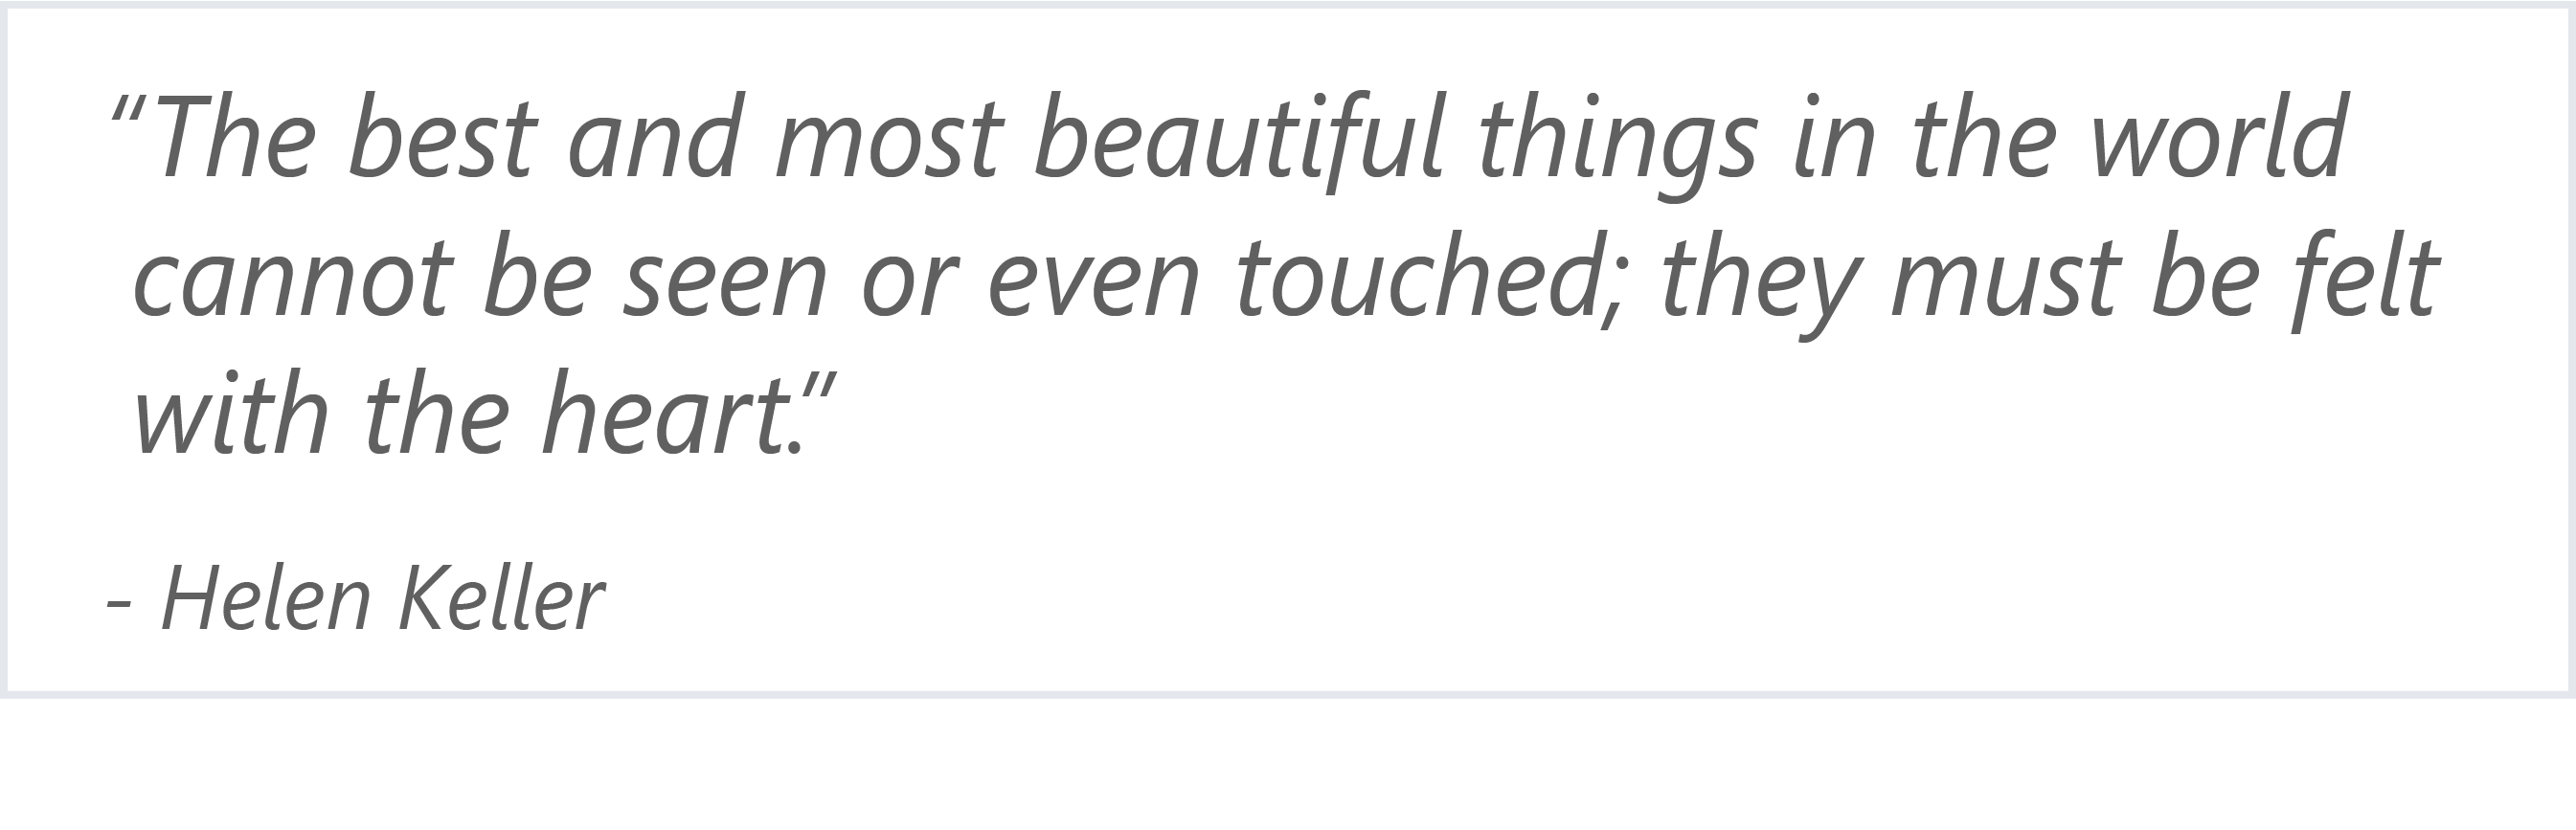 “The best and most beautiful things in the world
cannot be seen or even touched; they must be felt
with the heart.”
- Helen Keller